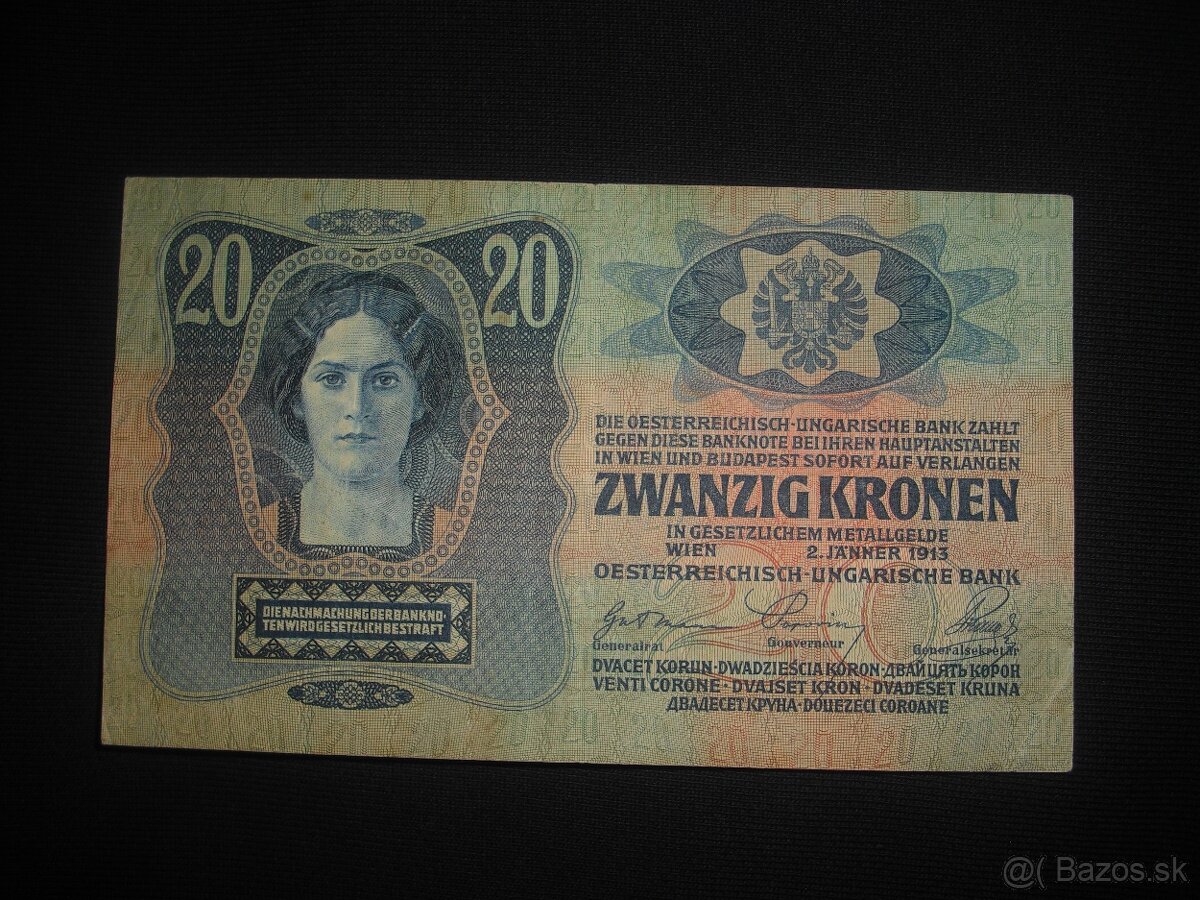 20
20
DIE OESTERREICHISCH-UNGARISCHE BANK ZAHLT
GEGEN DIESE BANKNOTE BEI IHREN HAUPTANSTALTEN
IN WIEN UND BUDAPEST SOFORT AUF VERLANGEN
ZWANZIG KRONEN
IN GESETZLICHEM METALLGELDE
WIEN 2. JÄNNER 1913
OESTERREICHISCH-UNGARISCHE BANK
Generalrat
Gouverneur
Generalsekretär
DVACET KORUN·DWADZIEŚCIA KORON·ДВАЙЦЯТЬ КОРОН
VENTI CORONE·DVAJSET KRON·DVADESET KRUNA
ДВАДЕСЕТ КРУНА·DOUEZECI COROANE
DIE NACHMACHUNG DER BANKNO-
TEN WIRD GESETZLICH BESTRAFT
20
@( Bazos.sk